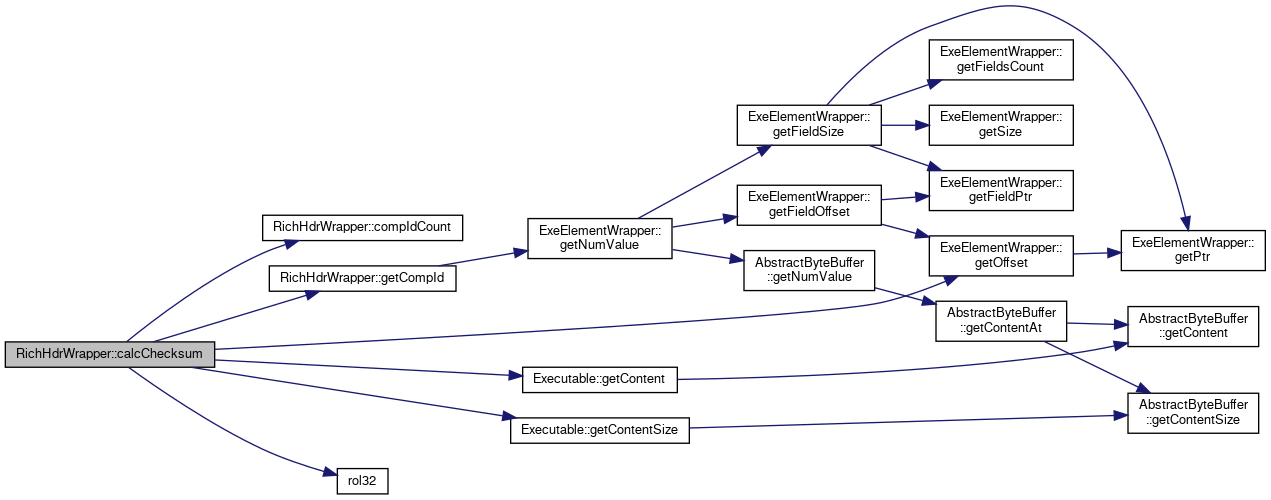 RichHdrWrapper::calcChecksum
RichHdrWrapper::compIdCount
RichHdrWrapper::getCompId
ExeElementWrapper::
getNumValue
ExeElementWrapper::
getFieldSize
ExeElementWrapper::
getFieldOffset
AbstractByteBuffer
::getNumValue
ExeElementWrapper::
getFieldsCount
ExeElementWrapper::
getSize
ExeElementWrapper::
getFieldPtr
ExeElementWrapper::
getOffset
ExeElementWrapper::
getPtr
AbstractByteBuffer
::getContentAt
AbstractByteBuffer
::getContent
AbstractByteBuffer
::getContentSize
Executable::getContent
Executable::getContentSize
rol32